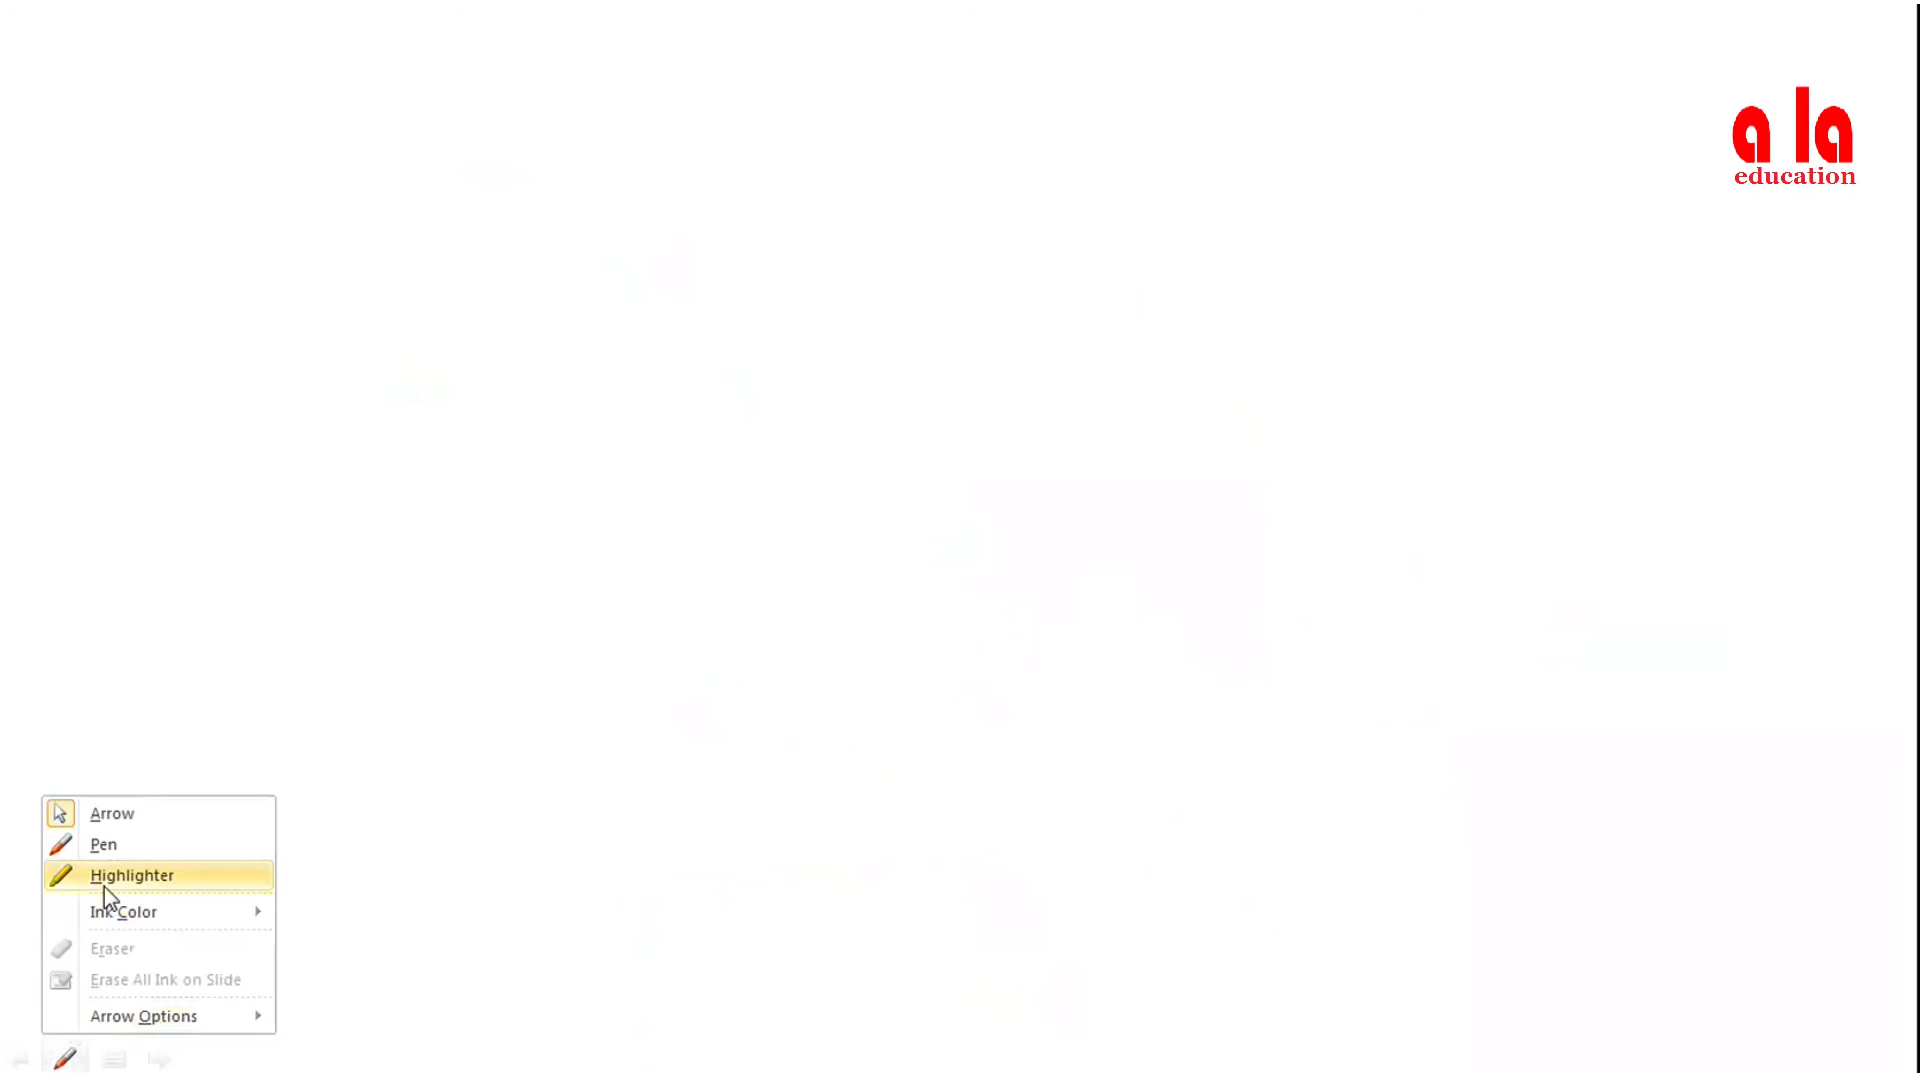 a la
education
Arrow
Pen
Highlighter
Ink Color
Eraser
Erase All Ink on Slide
Arrow Options